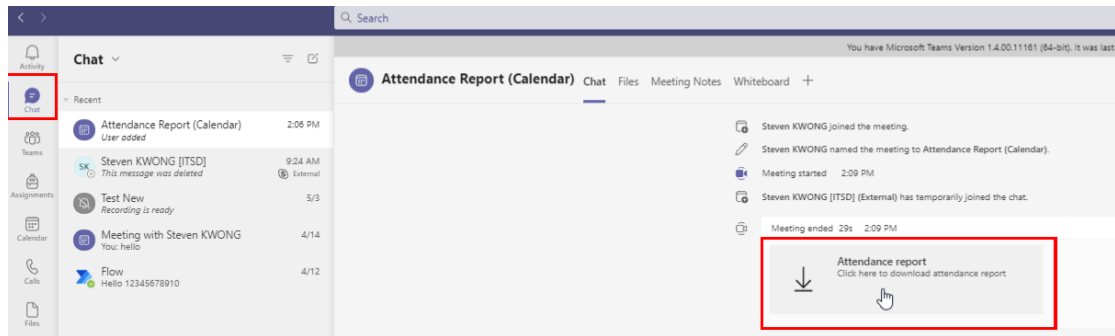 Search
You have Microsoft Teams Version 1.4.00.11161 (64-bit). It was last
Activity
Chat
Teams
Assignments
Calendar
Calls
Files
Chat
Recent
Attendance Report (Calendar)
2:06 PM
User added
SK
Steven KWONG [ITSD]
9:24 AM
This message was deleted
External
Test New
5/3
Recording is ready
Meeting with Steven KWONG
4/14
You: hello
Flow
4/12
Hello 12345678910
Attendance Report (Calendar) Chat Files Meeting Notes Whiteboard
Steven KWONG joined the meeting.
Steven KWONG named the meeting to Attendance Report (Calendar).
Meeting started 2:09 PM
Steven KWONG [ITSD] (External) has temporarily joined the chat.
Meeting ended 29s 2:09 PM
Attendance report
Click here to download attendance report